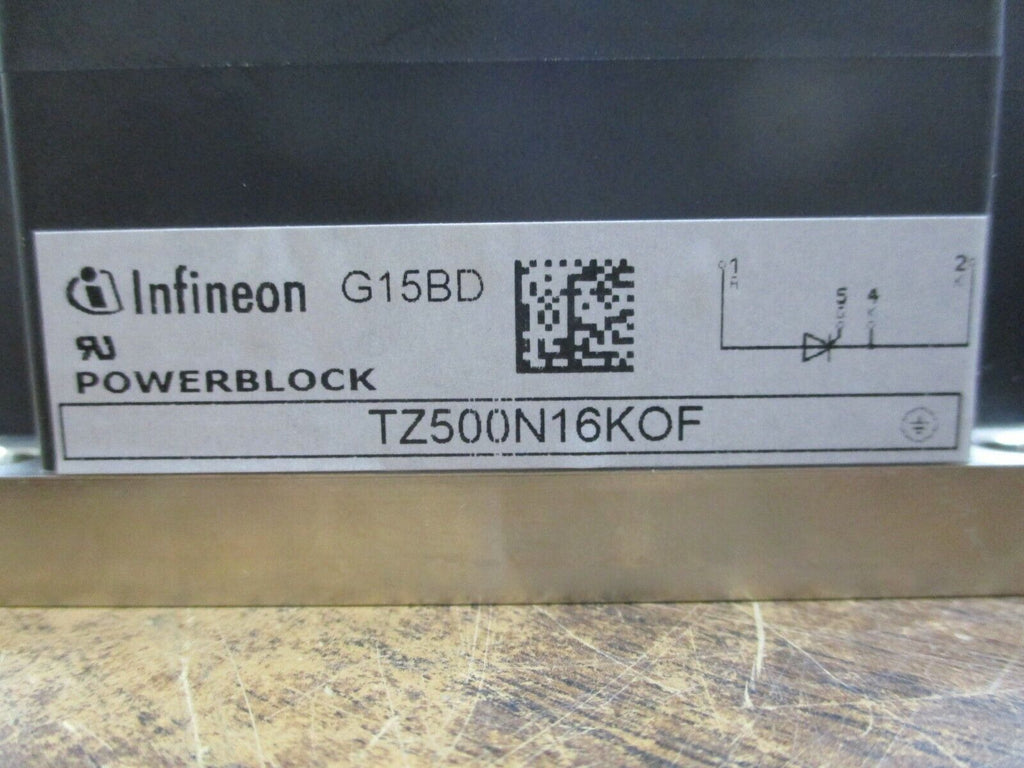 Infineon G15BD
1 2
5 4
POWERBLOCK
TZ500N16KOF